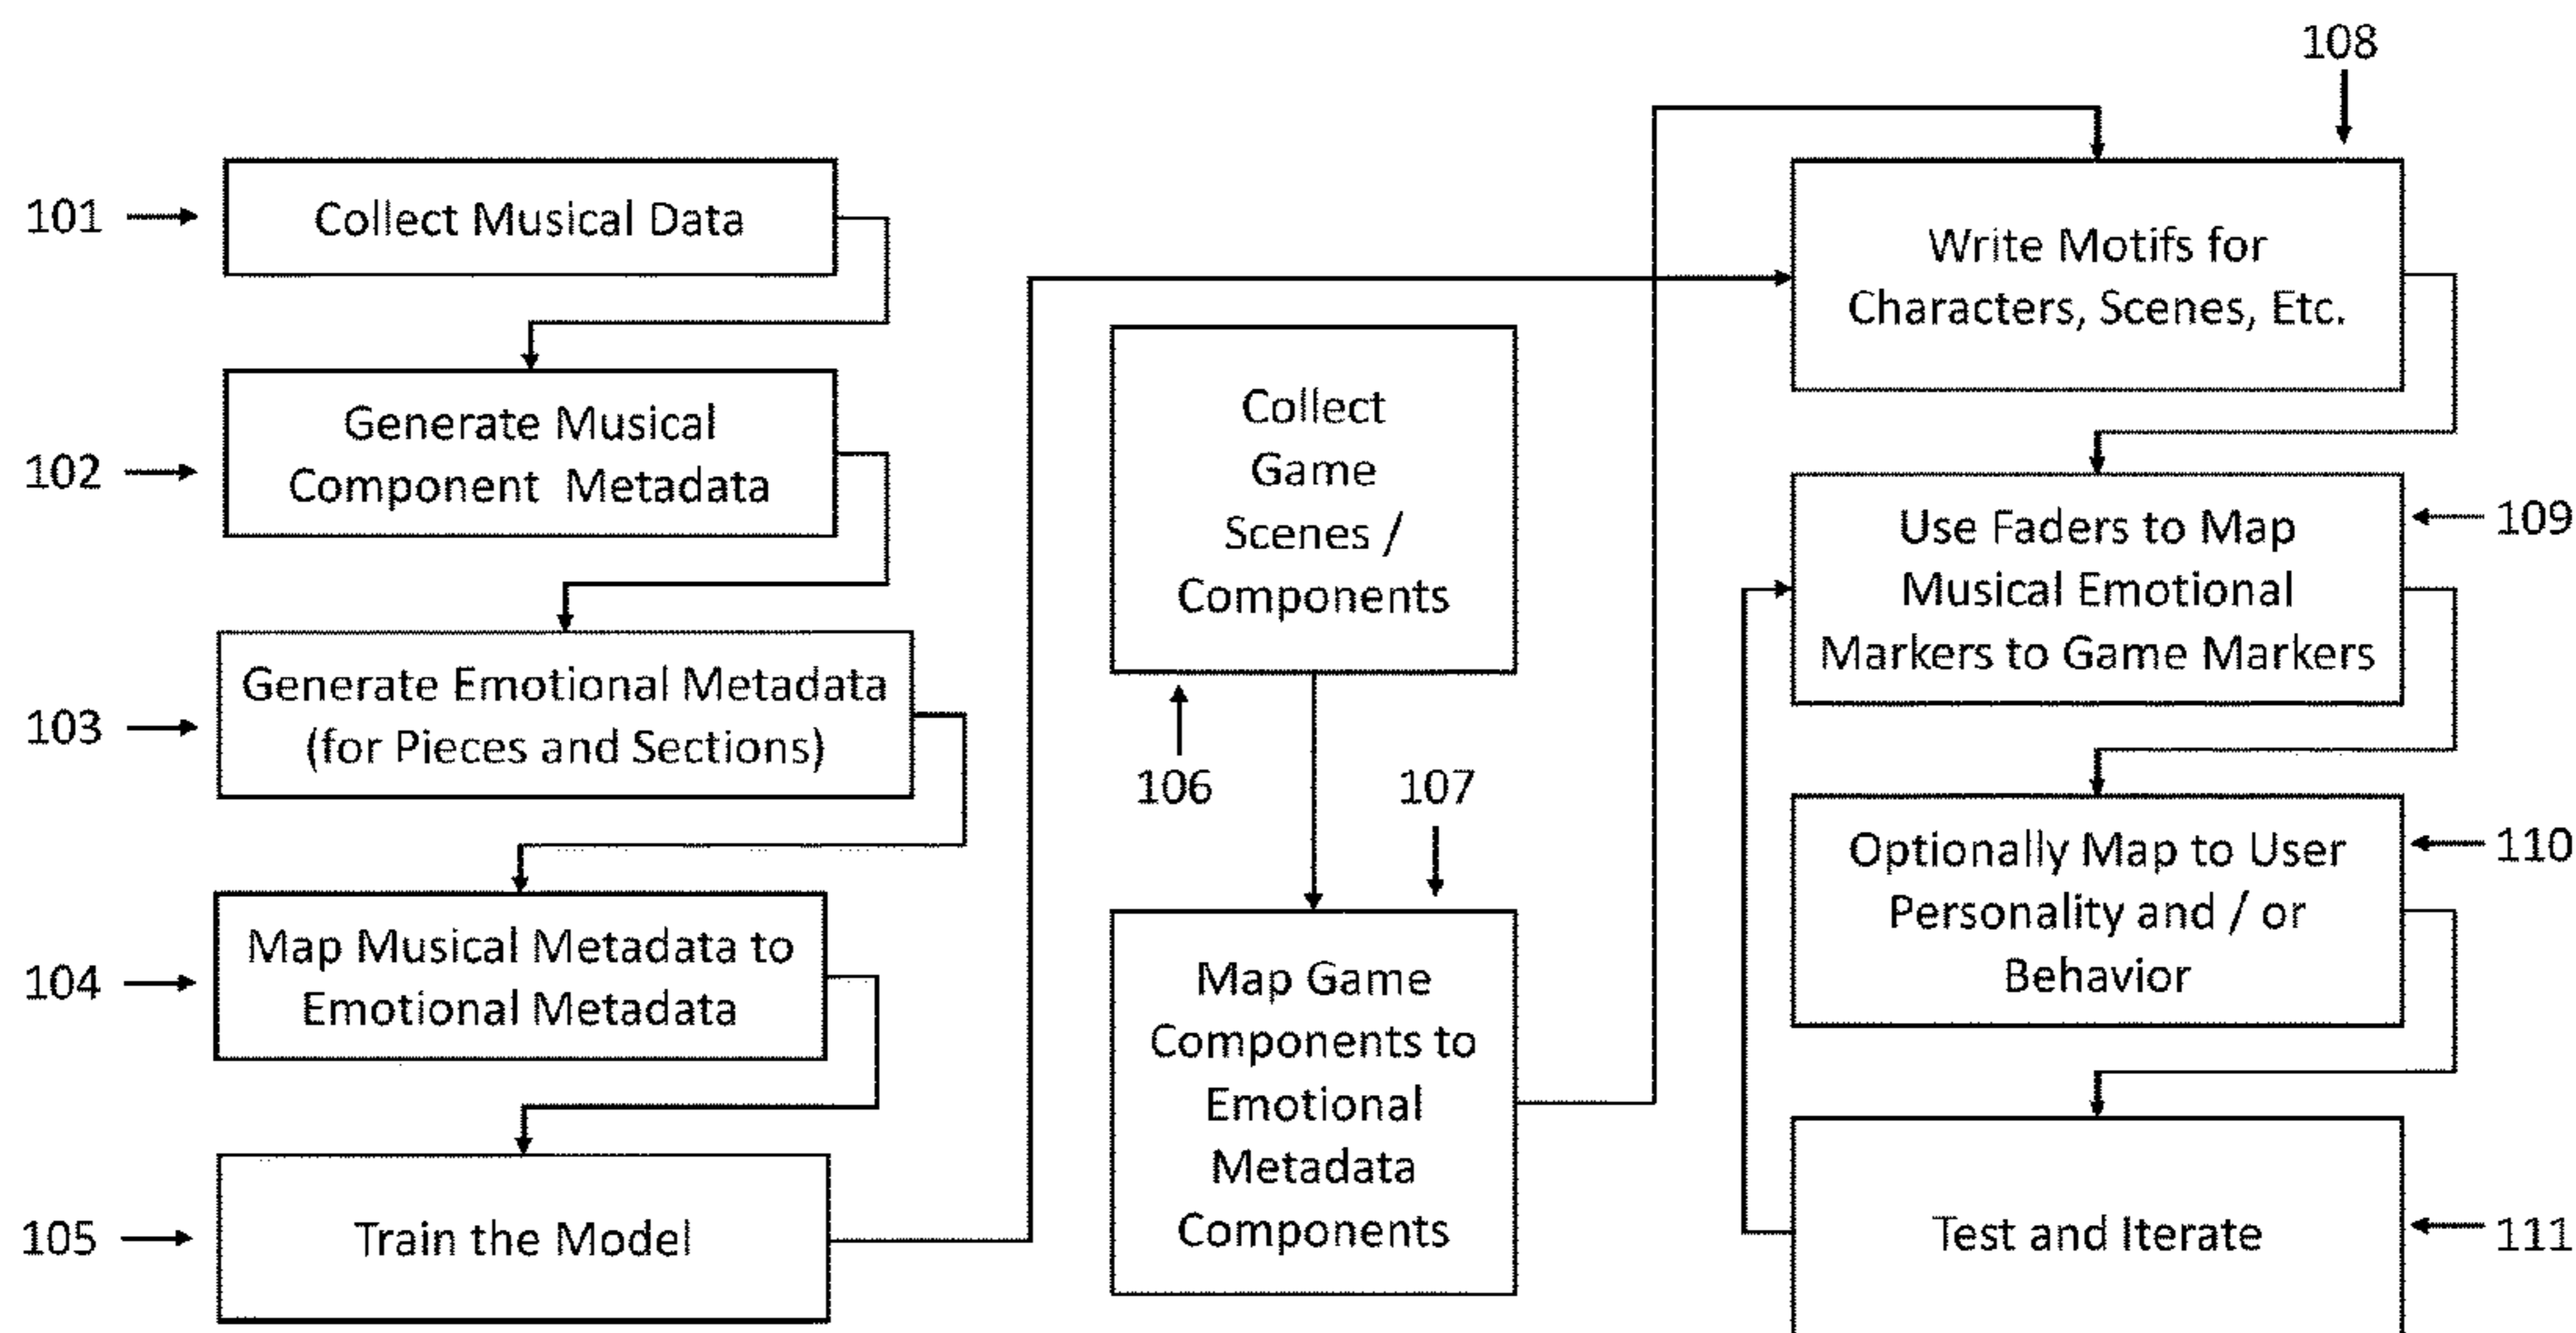 101
Collect Musical Data
102
Generate Musical
Component Metadata
103
Generate Emotional Metadata
(for Pieces and Sections)
104
Map Musical Metadata to
Emotional Metadata
105
Train the Model
Collect
Game
Scenes /
Components
106
107
Map Game
Components to
Emotional
Metadata
Components
108
Write Motifs for
Characters, Scenes, Etc.
Use Faders to Map
Musical Emotional
Markers to Game Markers
109
Optionally Map to User
Personality and / or
Behavior
110
Test and Iterate
111